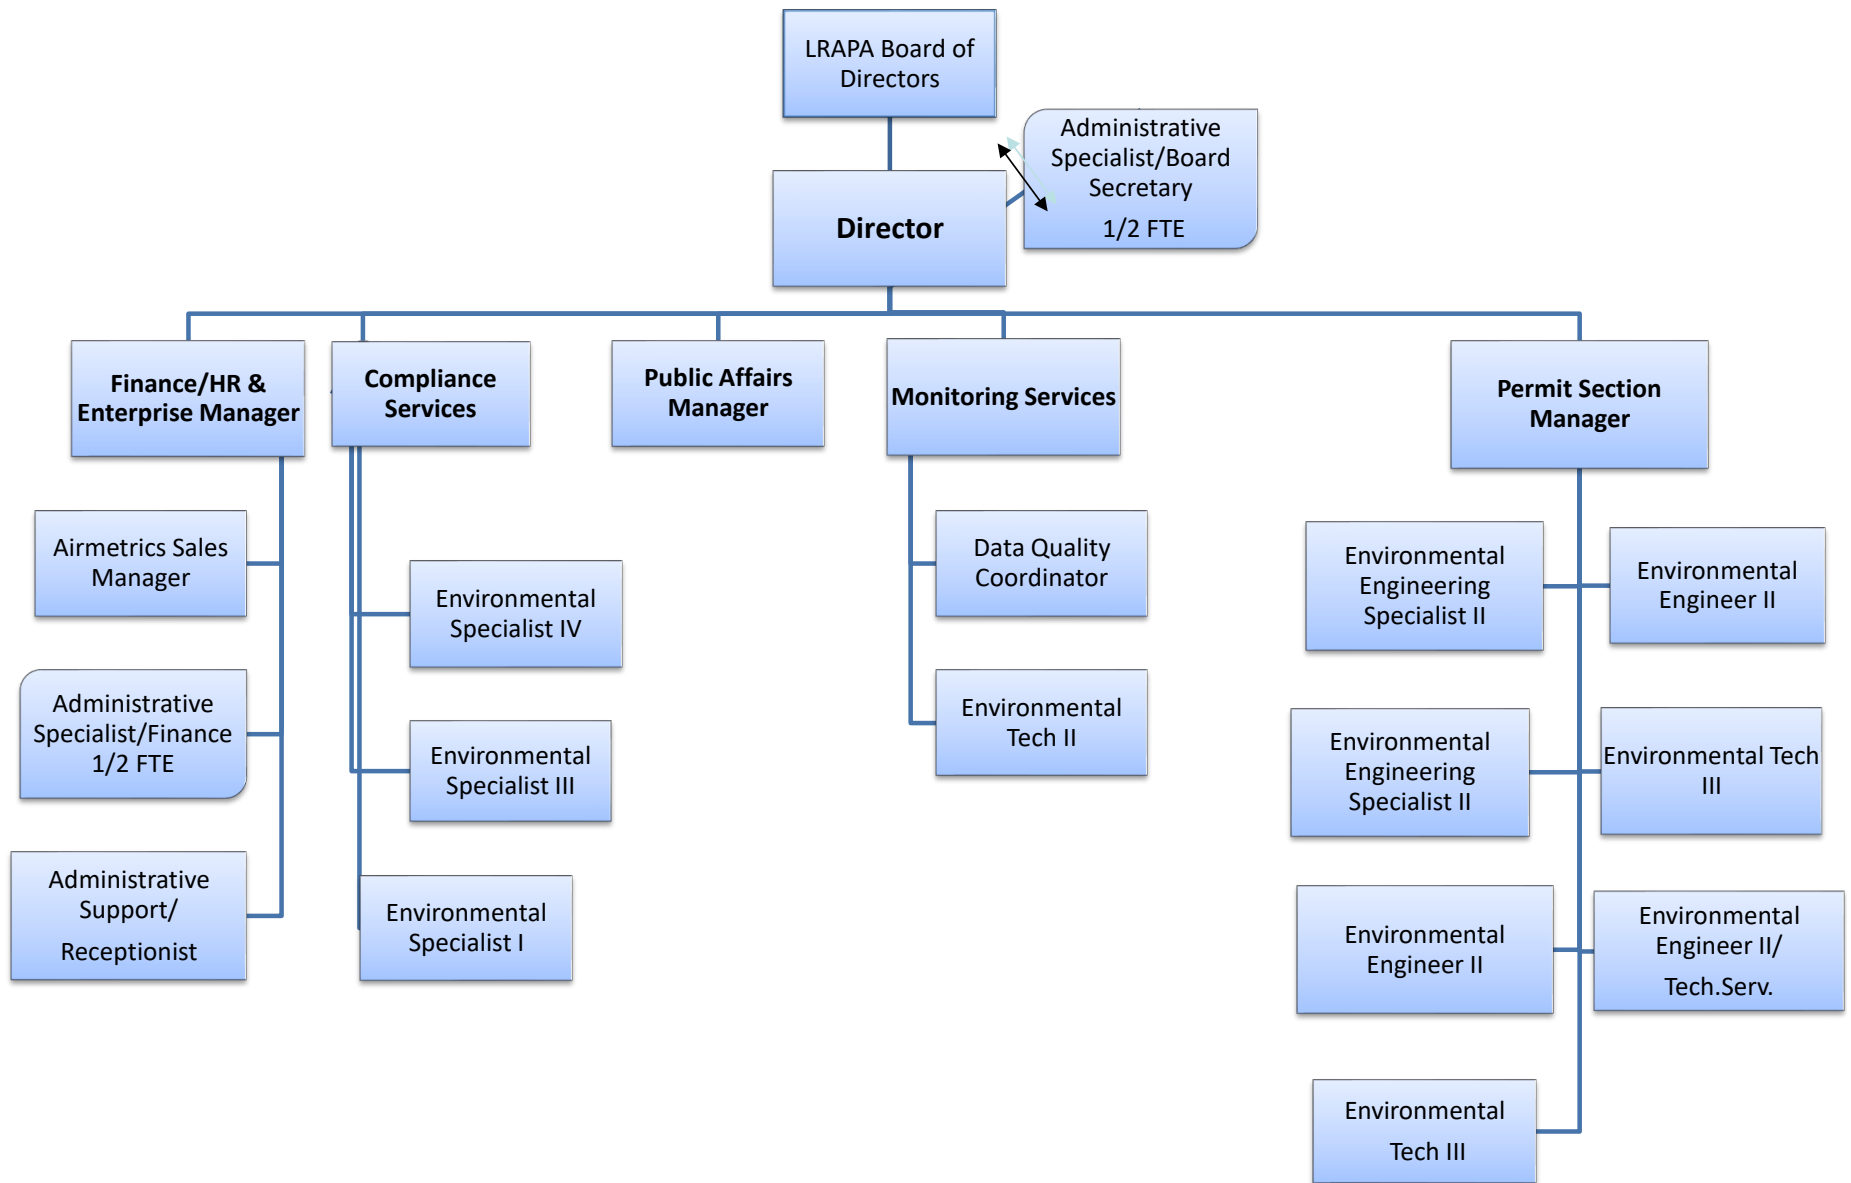 LRAPA Board of
Directors
Administrative
Specialist/Board
Secretary
1/2 FTE
Director
Finance/HR &
Enterprise Manager
Compliance
Services
Public Affairs
Manager
Monitoring Services
Permit Section
Manager
Airmetrics Sales
Manager
Administrative
Specialist/Finance
1/2 FTE
Administrative
Support/
Receptionist
Environmental
Specialist IV
Environmental
Specialist III
Environmental
Specialist I
Data Quality
Coordinator
Environmental
Tech II
Environmental
Engineering
Specialist II
Environmental
Engineer II
Environmental
Engineering
Specialist II
Environmental Tech
III
Environmental
Engineer II
Environmental
Engineer II/
Tech.Serv.
Environmental
Tech III